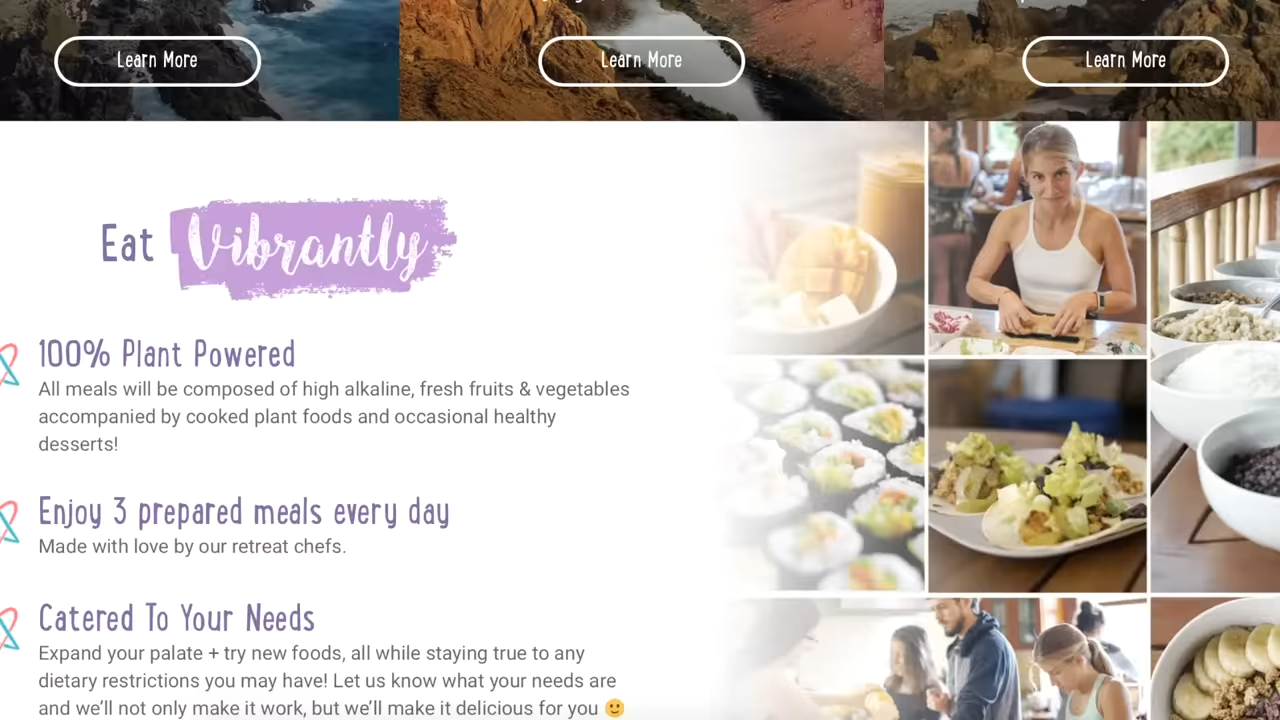 Learn More
Learn More
Learn More
Eat Vibrantly
100% Plant Powered
All meals will be composed of high alkaline, fresh fruits & vegetables
accompanied by cooked plant foods and occasional healthy
desserts!
Enjoy 3 prepared meals every day
Made with love by our retreat chefs.
Catered To Your Needs
Expand your palate + try new foods, all while staying true to any
dietary restrictions you may have! Let us know what your needs are
and we’ll not only make it work, but we’ll make it delicious for you 🙂